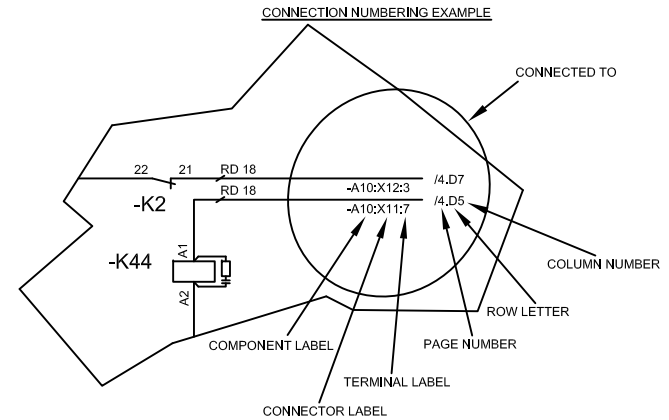 CONNECTION NUMBERING EXAMPLE
CONNECTED TO
22 21 RD 18 /4.D7
-A10:X12:3
-K2 RD 18 /4.D5
-A10:X11:7
-K44 A1
A2
COLUMN NUMBER
ROW LETTER
COMPONENT LABEL PAGE NUMBER
TERMINAL LABEL
CONNECTOR LABEL